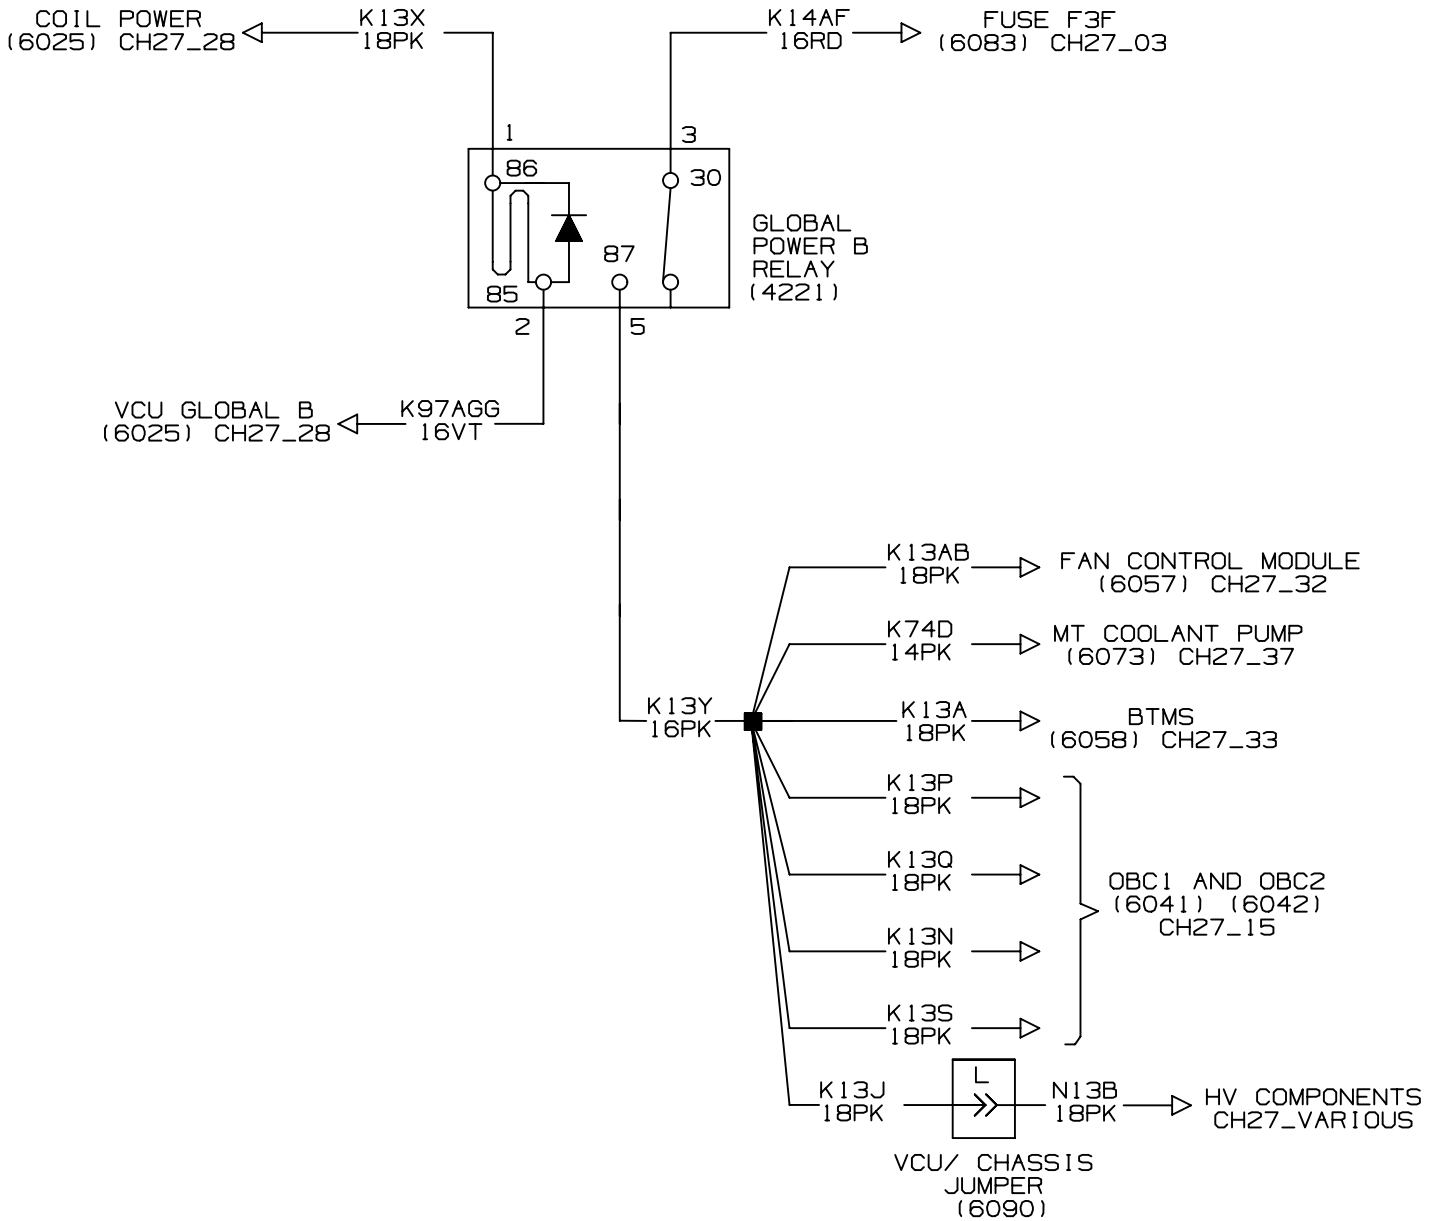 COIL POWER
(6025) CH27_28
K13X
18PK
K14AF
16RD
FUSE F3F
(6083) CH27_03
1
3
86
30
87
85
2
5
GLOBAL
POWER B
RELAY
(4221)
VCU GLOBAL B
(6025) CH27_28
K97AGG
16VT
K13AB
18PK
FAN CONTROL MODULE
(6057) CH27_32
K74D
14PK
MT COOLANT PUMP
(6073) CH27_37
K13Y
16PK
K13A
18PK
BTMS
(6058) CH27_33
K13P
18PK
K13Q
18PK
K13N
18PK
K13S
18PK
OBC1 AND OBC2
(6041) (6042)
CH27_15
K13J
18PK
L
N13B
18PK
HV COMPONENTS
CH27_VARIOUS
VCU/ CHASSIS
JUMPER
(6090)